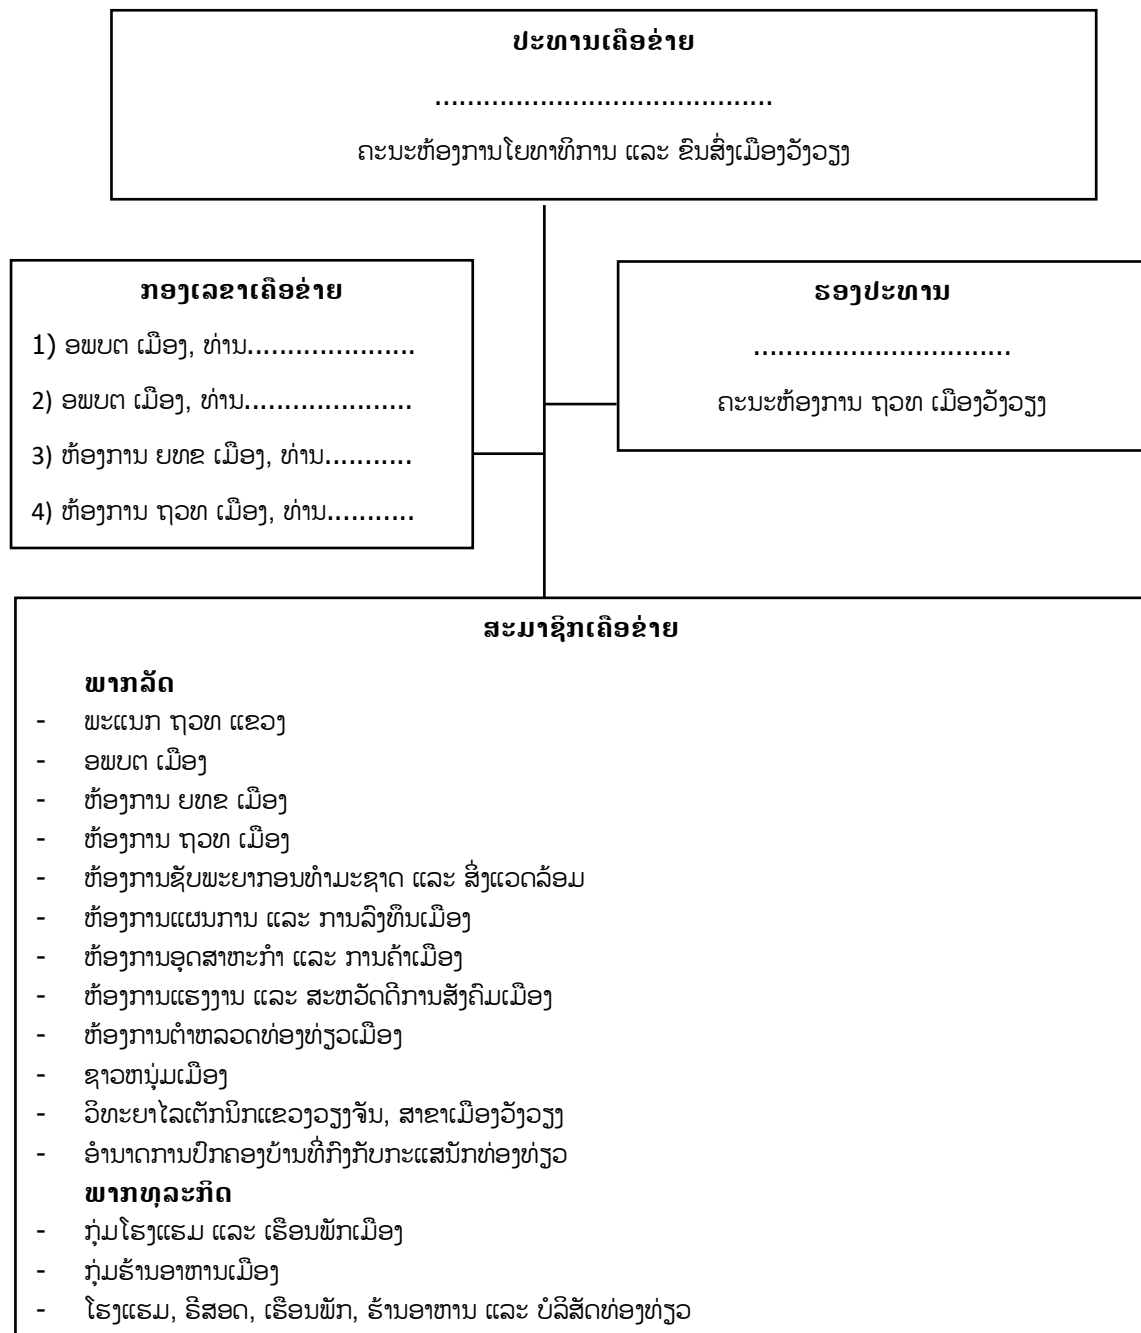 ປະທານເຄືອຂ່າຍ
..........................................
ຄະນະຫ້ອງການໂຍທາທິການ ແລະ ຂົນສົ່ງເມືອງວັງວຽງ
ກອງເລຂາເຄືອຂ່າຍ
1) ອພບຕ ເມືອງ, ທ່ານ.....................
2) ອພບຕ ເມືອງ, ທ່ານ.....................
3) ຫ້ອງການ ຍທຂ ເມືອງ, ທ່ານ...........
4) ຫ້ອງການ ຖວທ ເມືອງ, ທ່ານ...........
ຮອງປະທານ
................................
ຄະນະຫ້ອງການ ຖວທ ເມືອງວັງວຽງ
ສະມາຊິກເຄືອຂ່າຍ
ພາກລັດ
- ພະແນກ ຖວທ ແຂວງ
- ອພບຕ ເມືອງ
- ຫ້ອງການ ຍທຂ ເມືອງ
- ຫ້ອງການ ຖວທ ເມືອງ
- ຫ້ອງການຊັບພະຍາກອນທຳມະຊາດ ແລະ ສິ່ງແວດລ້ອມ
- ຫ້ອງການແຜນການ ແລະ ການລົງທຶນເມືອງ
- ຫ້ອງການອຸດສາຫະກຳ ແລະ ການຄ້າເມືອງ
- ຫ້ອງການແຮງງານ ແລະ ສະຫວັດດີການສັງຄົມເມືອງ
- ຫ້ອງການຕຳຫລວດທ່ອງທ່ຽວເມືອງ
- ຊາວຫນຸ່ມເມືອງ
- ວິທະຍາໄລເຕັກນິກແຂວງວຽງຈັນ, ສາຂາເມືອງວັງວຽງ
- ອຳນາດການປົກຄອງບ້ານທີ່ກົງກັບກະແສນັກທ່ອງທ່ຽວ
ພາກທຸລະກິດ
- ກຸ່ມໂຮງແຮມ ແລະ ເຮືອນພັກເມືອງ
- ກຸ່ມຮ້ານອາຫານເມືອງ
- ໂຮງແຮມ, ຣີສອດ, ເຮືອນພັກ, ຮ້ານອາຫານ ແລະ ບໍລິສັດທ່ອງທ່ຽວ